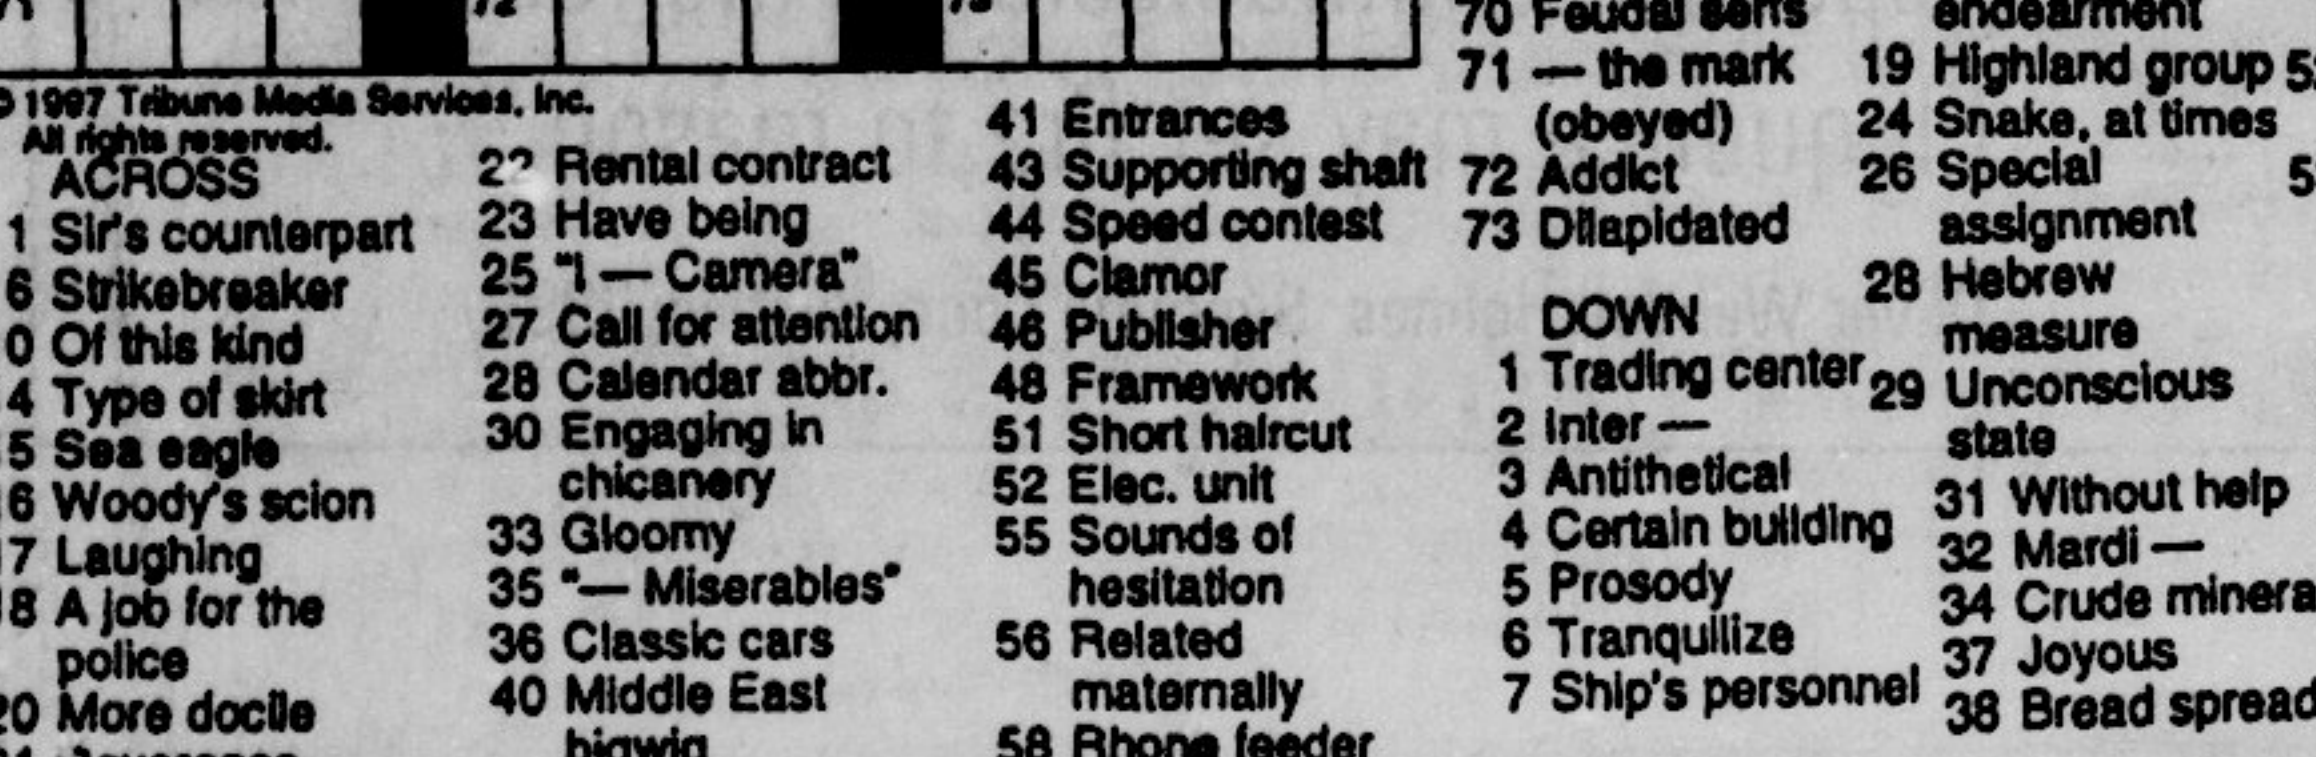 © 1997 Tribune Media Services, Inc.
All rights reserved.
ACROSS
1 Sir's counterpart
6 Strikebreaker
0 Of this kind
4 Type of skirt
5 Sea eagle
6 Woody's scion
7 Laughing
8 A job for the
police
20 More docile
22 Rental contract
23 Have being
25 "I — Camera"
27 Call for attention
28 Calendar abbr.
30 Engaging in
chicanery
33 Gloomy
35 "— Miserables"
36 Classic cars
40 Middle East
bigwig
41 Entrances
43 Supporting shaft
44 Speed contest
45 Clamor
46 Publisher
48 Framework
51 Short haircut
52 Elec. unit
55 Sounds of
hesitation
56 Related
maternally
58 Rhone feeder
70 Feudal serfs
71 — the mark
(obeyed)
72 Addict
73 Dilapidated
DOWN
1 Trading center
2 Inter —
3 Antithetical
4 Certain building
5 Prosody
6 Tranquilize
7 Ship's personnel
endearment
19 Highland group
24 Snake, at times
26 Special
assignment
28 Hebrew
measure
29 Unconscious
state
31 Without help
32 Mardi —
34 Crude minera
37 Joyous
38 Bread spread